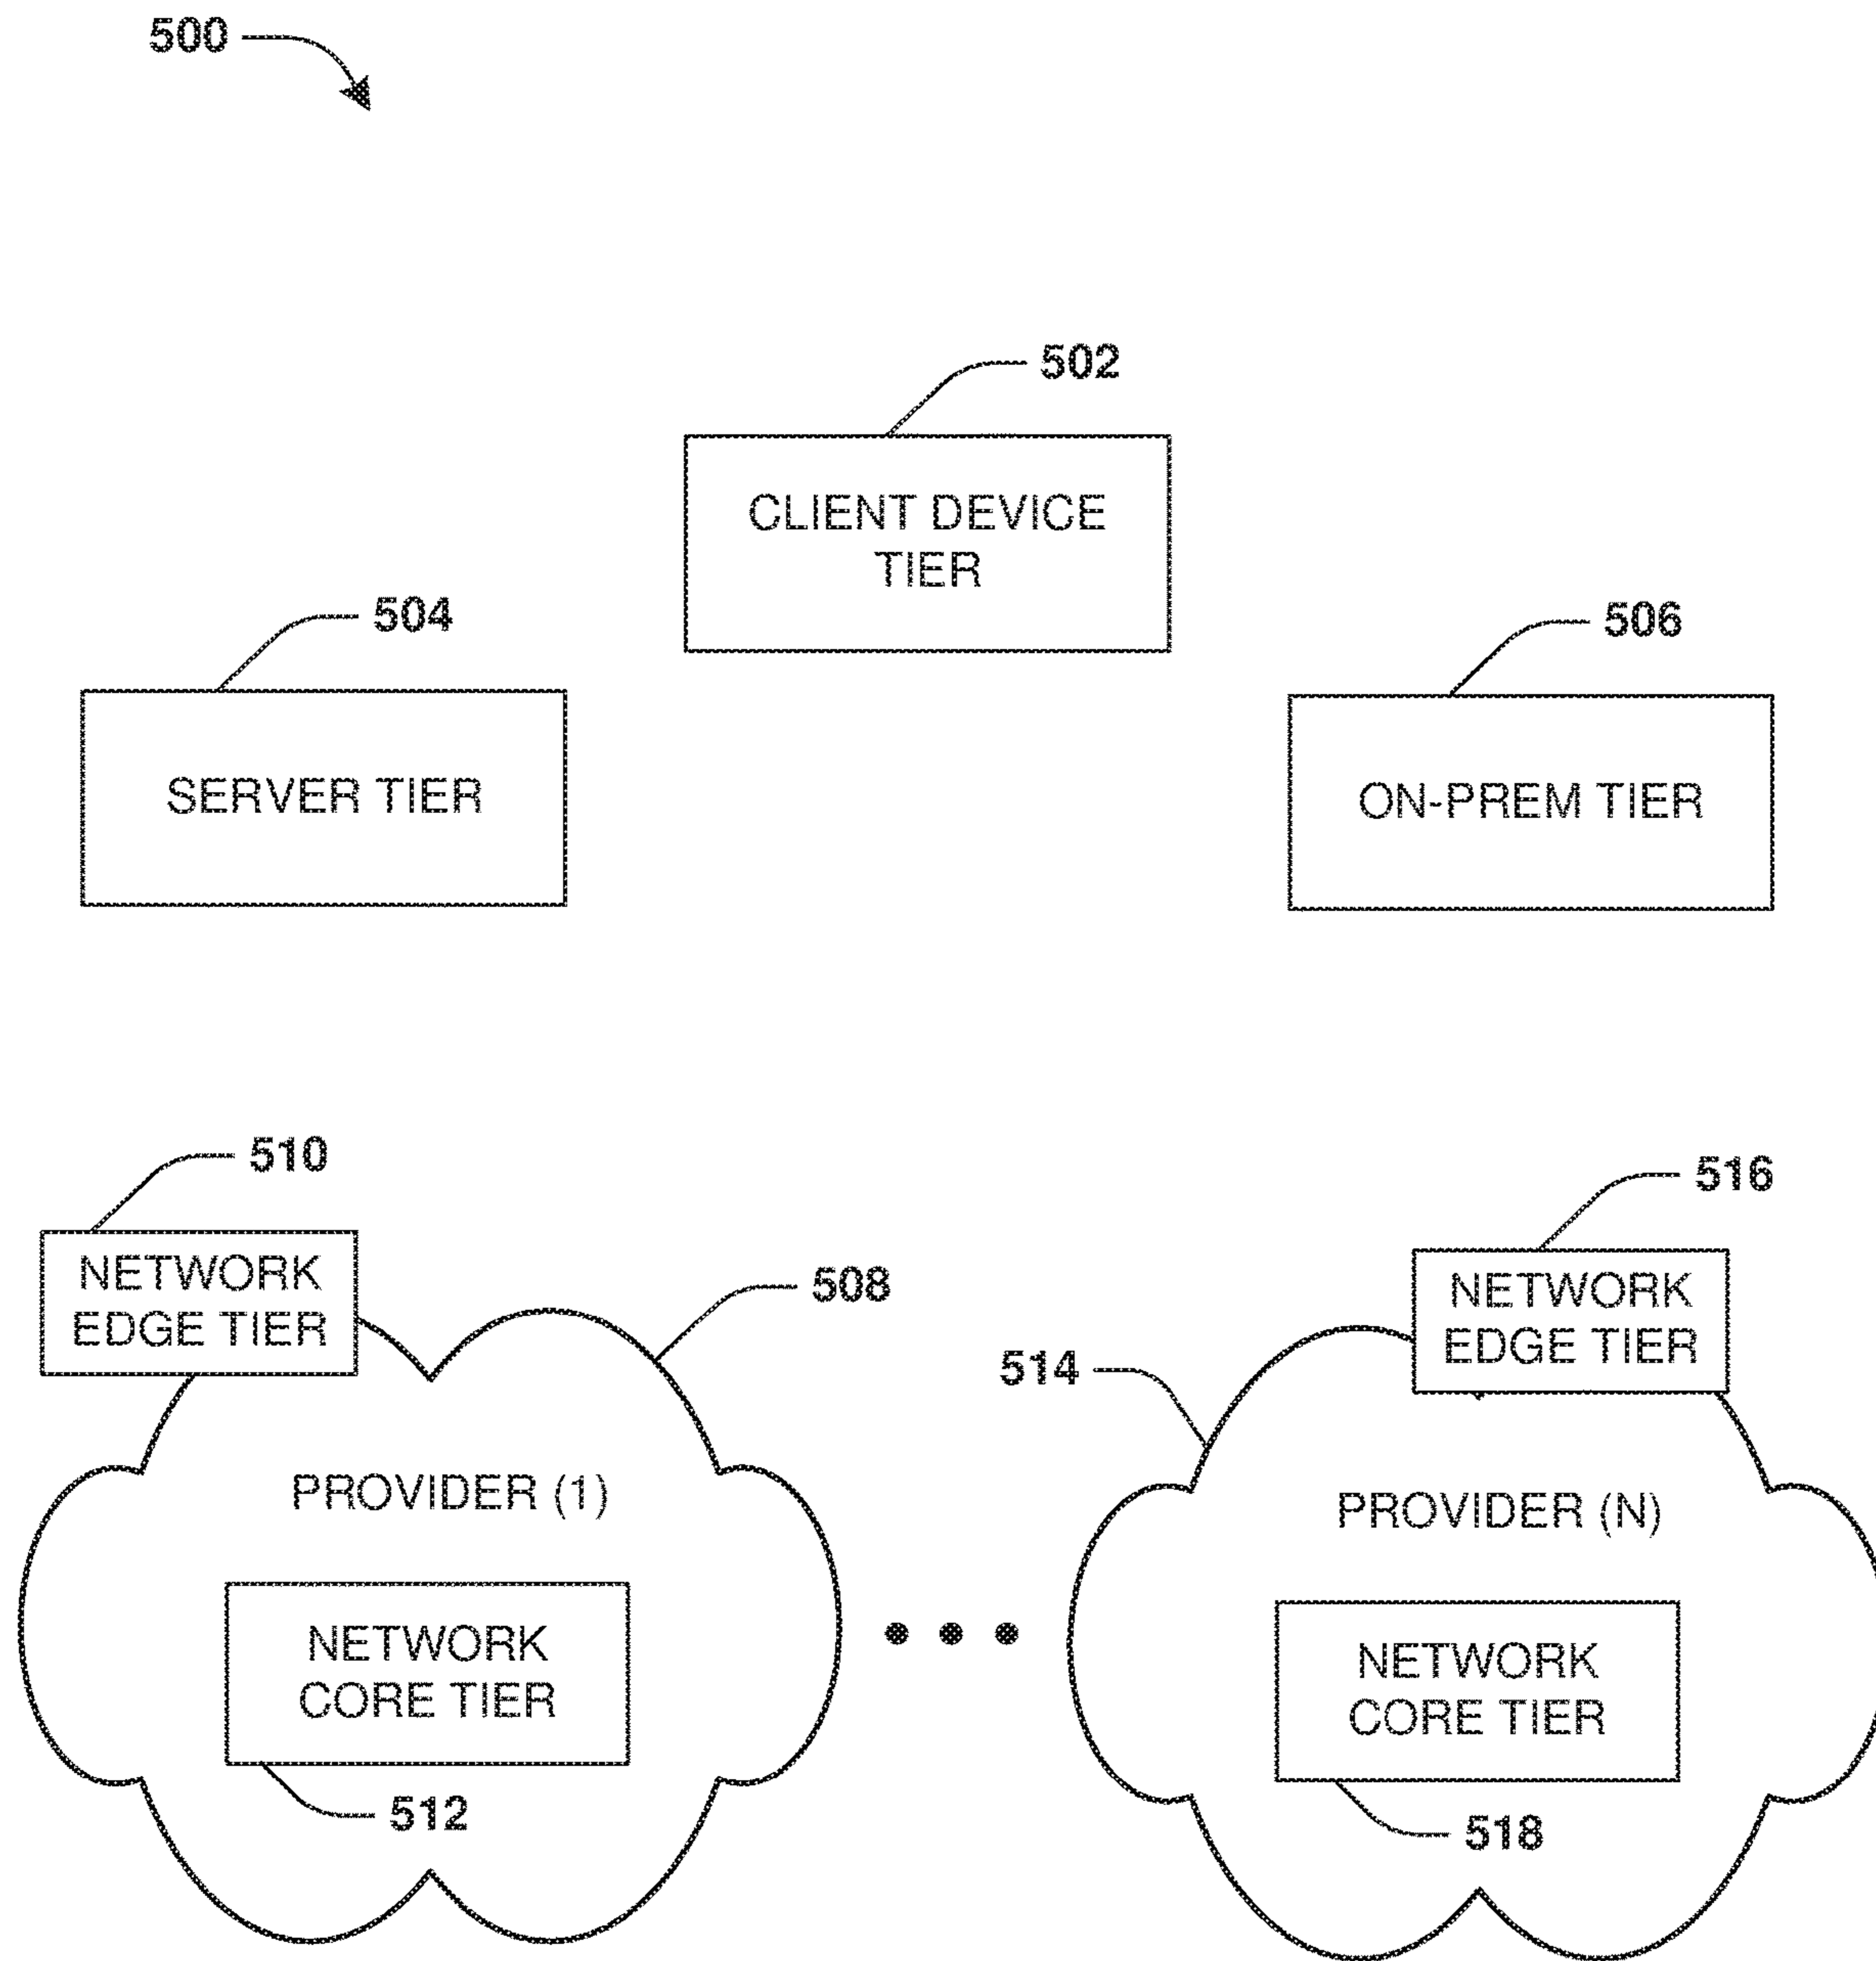 500
502
CLIENT DEVICE
TIER
504
506
SERVER TIER
ON-PREM TIER
510
516
NETWORK
EDGE TIER
508
NETWORK
EDGE TIER
514
PROVIDER (1)
PROVIDER (N)
NETWORK
CORE TIER
NETWORK
CORE TIER
512
518